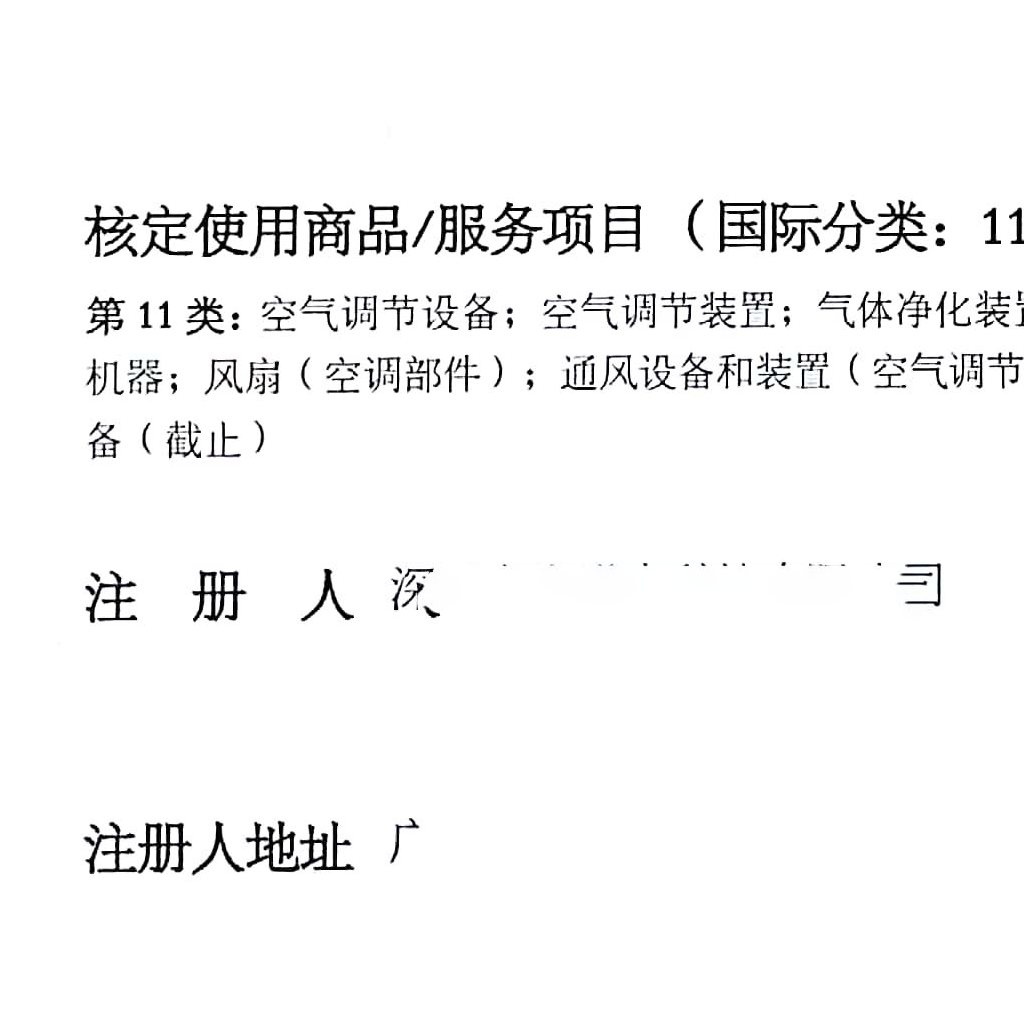 核定使用商品/服务项目（国际分类：11
第 11 类：空气调节设备；空气调节装置；气体净化装置
机器；风扇（空调部件）；通风设备和装置（空气调节
备（截止）
注 册 人 深 司
注册人地址 广